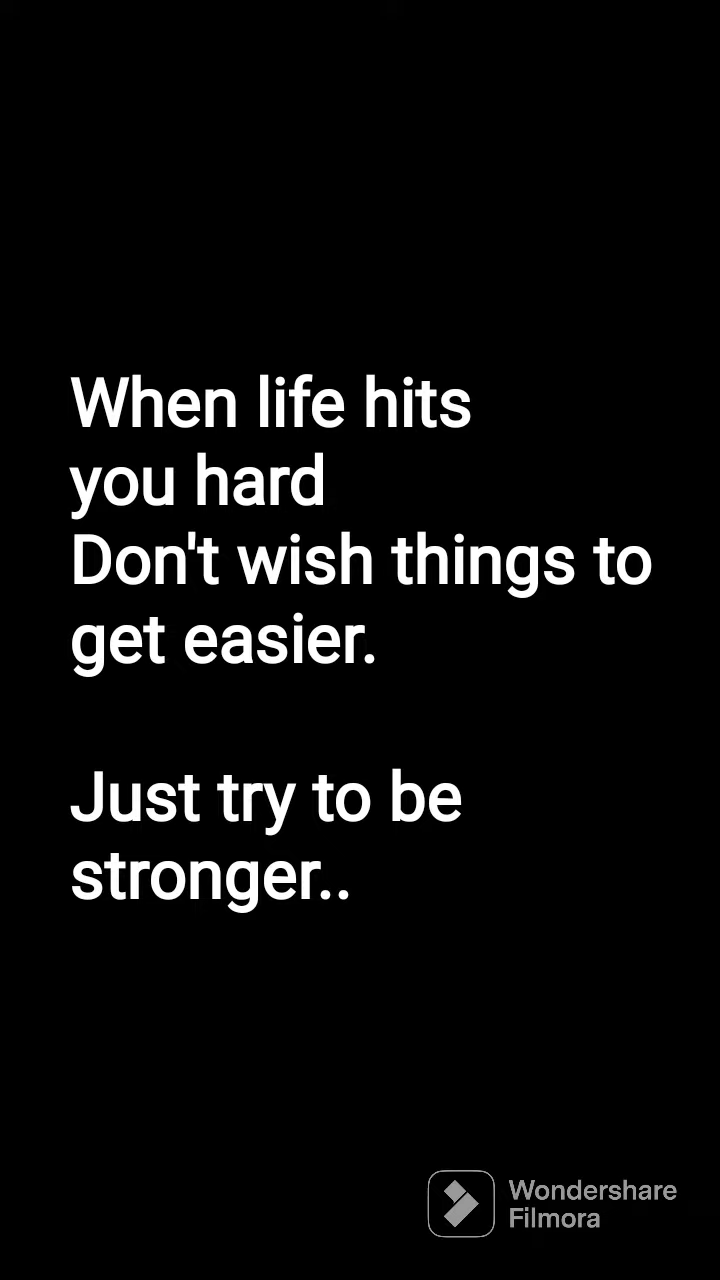 When life hits
you hard
Don't wish things to
get easier.
Just try to be
stronger..
Wondershare
Filmora